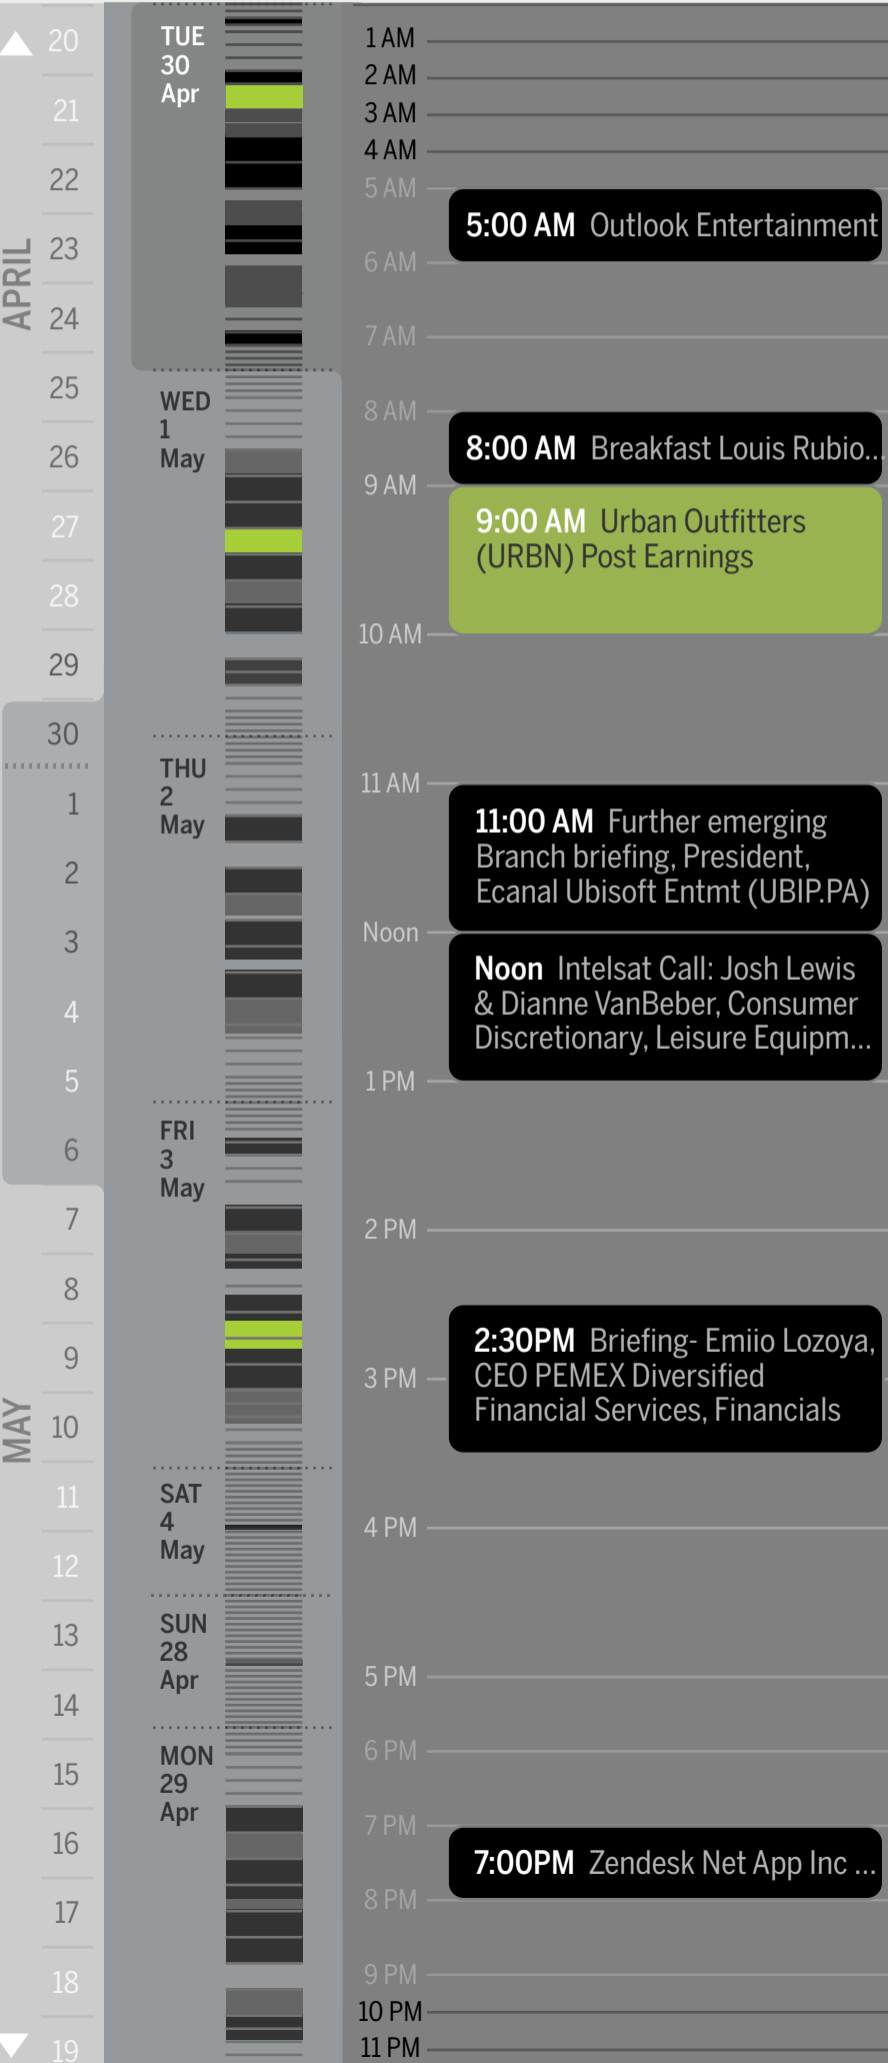 APRIL
20
21
22
23
24
25
26
27
28
29
30
1
2
3
4
5
6
7
8
9
10
11
12
13
14
15
16
17
18
19
MAY
TUE
30
Apr
WED
1
May
THU
2
May
FRI
3
May
SAT
4
May
SUN
28
Apr
MON
29
Apr
1 AM
2 AM
3 AM
4 AM
5 AM
5:00 AM Outlook Entertainment
6 AM
7 AM
8 AM
8:00 AM Breakfast Louis Rubio...
9 AM
9:00 AM Urban Outfitters
(URBN) Post Earnings
10 AM
11 AM
11:00 AM Further emerging
Branch briefing, President,
Ecanal Ubisoft Entmt (UBIP.PA)
Noon
Noon Intelsat Call: Josh Lewis
& Dianne VanBeber, Consumer
Discretionary, Leisure Equipm...
1 PM
2 PM
2:30PM Briefing- Emiio Lozoya,
CEO PEMEX Diversified
Financial Services, Financials
3 PM
4 PM
5 PM
6 PM
7 PM
7:00PM Zendesk Net App Inc ...
8 PM
9 PM
10 PM
11 PM